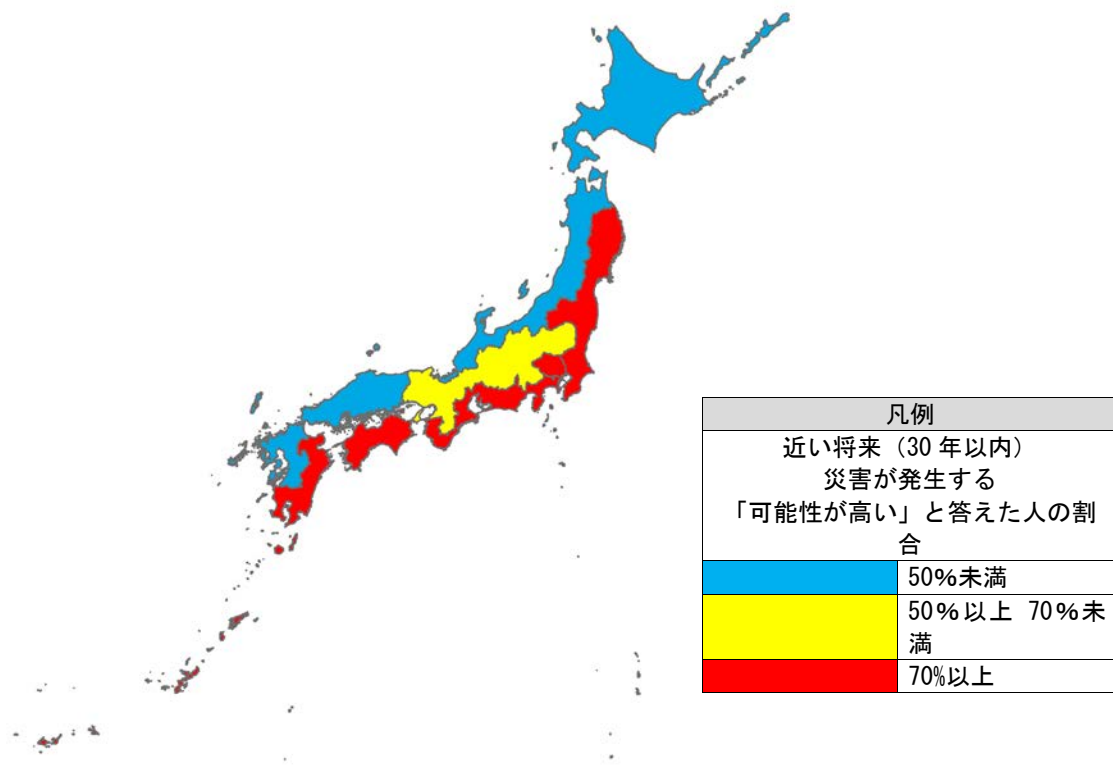 凡例
近い将来（30年以内）
災害が発生する
「可能性が高い」と答えた人の割
合
50％未満
50％以上 70％未
満
70%以上